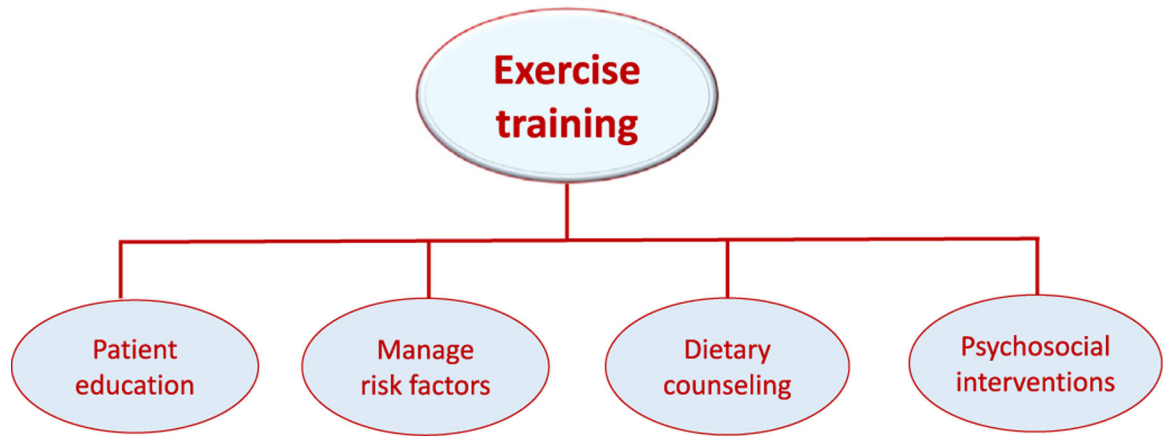 Exercise
training
Patient
education
Manage
risk factors
Dietary
counseling
Psychosocial
interventions